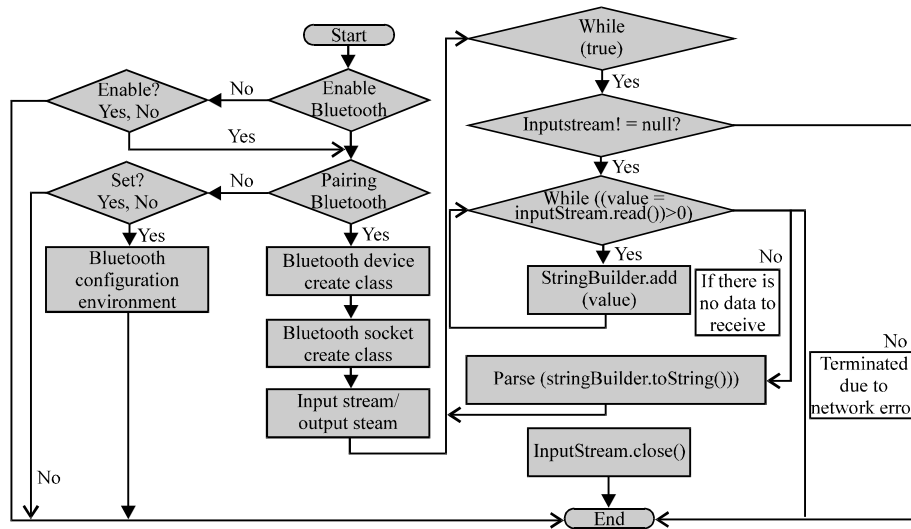 Start
Enable
Bluetooth
No
Enable?
Yes, No
Yes
Pairing
Bluetooth
No
Set?
Yes, No
Yes
Bluetooth
configuration
environment
Yes
Bluetooth device
create class
Bluetooth socket
create class
Input stream/
output steam
No
While
(true)
Yes
Inputstream! = null?
Yes
While ((value =
inputStream.read())>0)
Yes
StringBuilder.add
(value)
No
If there is
no data to
receive
Parse (stringBuilder.toString()))
No
Terminated
due to
network erro
InputStream.close()
End